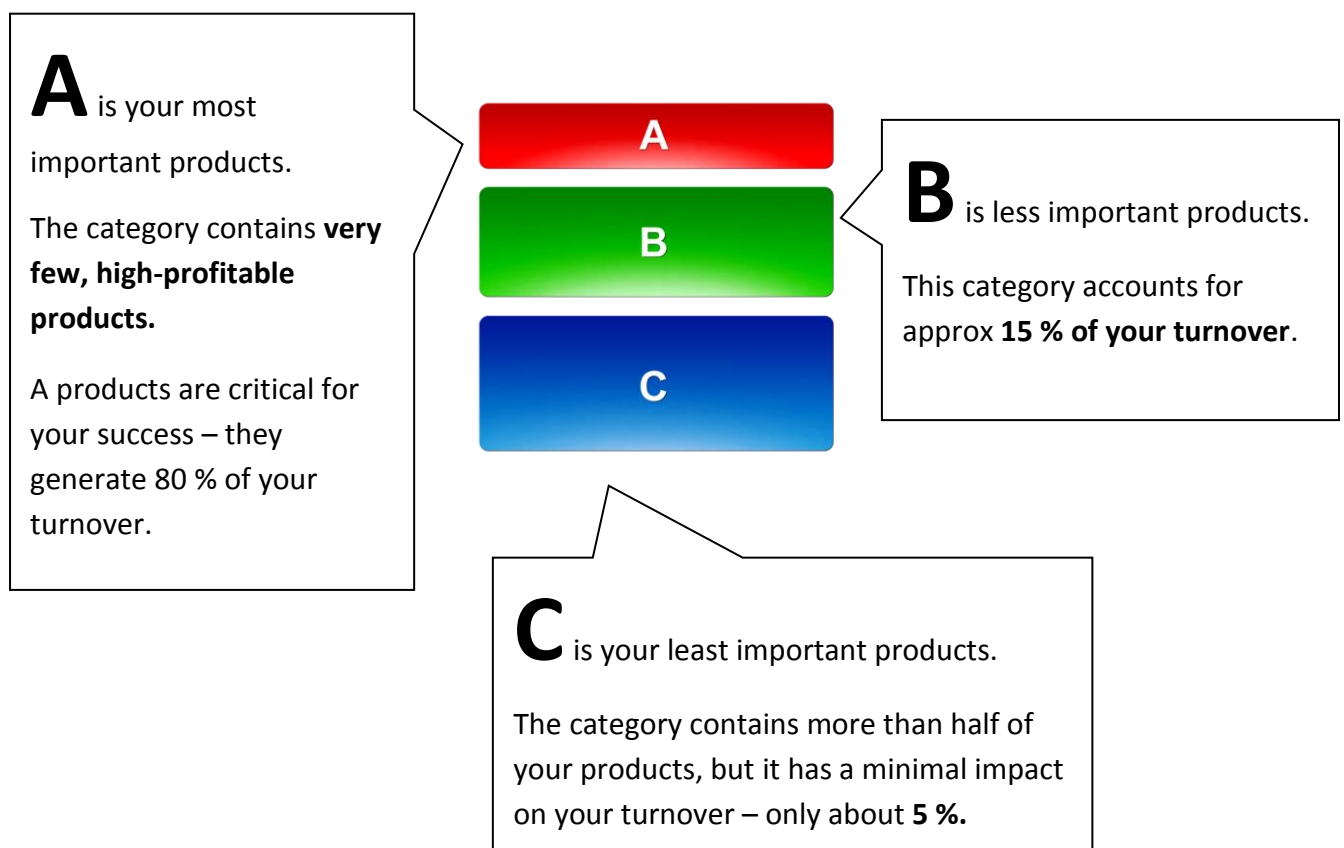 A is your most
important products.
The category contains very
few, high-profitable
products.
A products are critical for
your success – they
generate 80 % of your
turnover.
A
B
C
B is less important products.
This category accounts for
approx 15 % of your turnover.
C is your least important products.
The category contains more than half of
your products, but it has a minimal impact
on your turnover – only about 5 %.